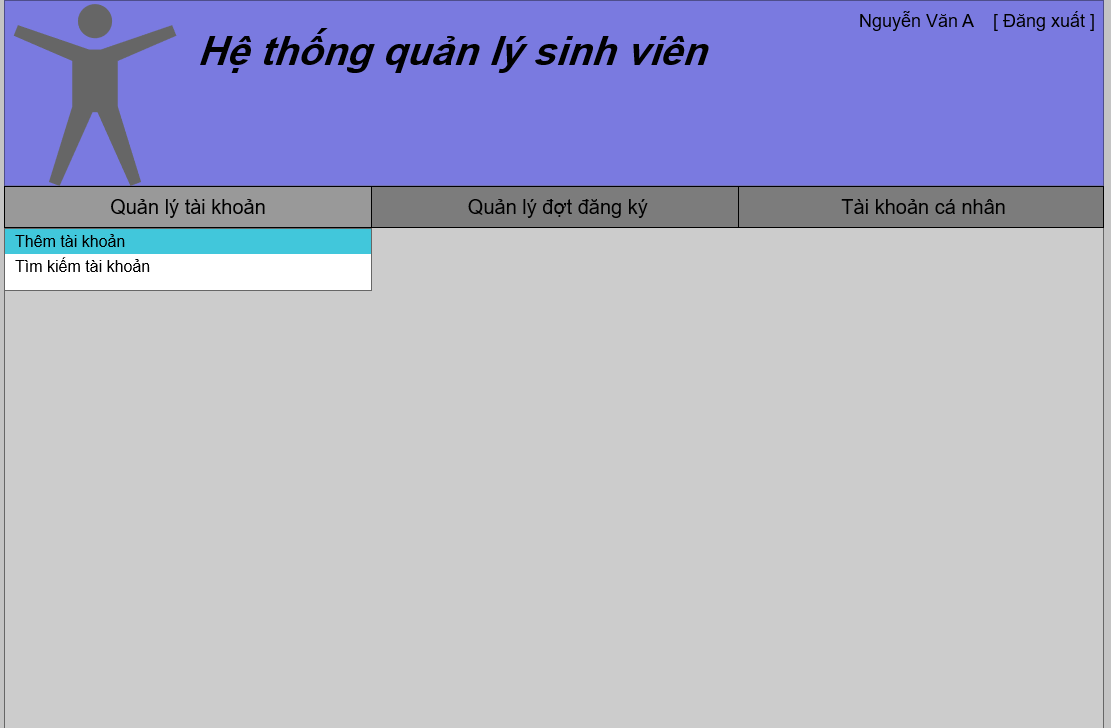 Nguyễn Văn A [ Đăng xuất ]
Hệ thống quản lý sinh viên
Quản lý tài khoản
Quản lý đợt đăng ký
Tài khoản cá nhân
Thêm tài khoản
Tìm kiếm tài khoản